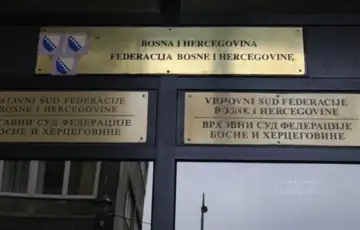 BOSNA I HERCEGOVINA
FEDERACIJA BOSNE I HERCEGOVINE
STAVNI SUD FEDERACIJE
BOSNE I HERCEGOVINE
ТАВНИ СУД ФЕДЕРАЦИЈЕ
БОСНЕ И ХЕРЦЕГОВИНЕ
VRHOVNI SUD FEDERACIJE
BOSNE I HERCEGOVINE
ВРХОВНИ СУД ФЕДЕРАЦИЈЕ
БОСНЕ И ХЕРЦЕГОВИНЕ